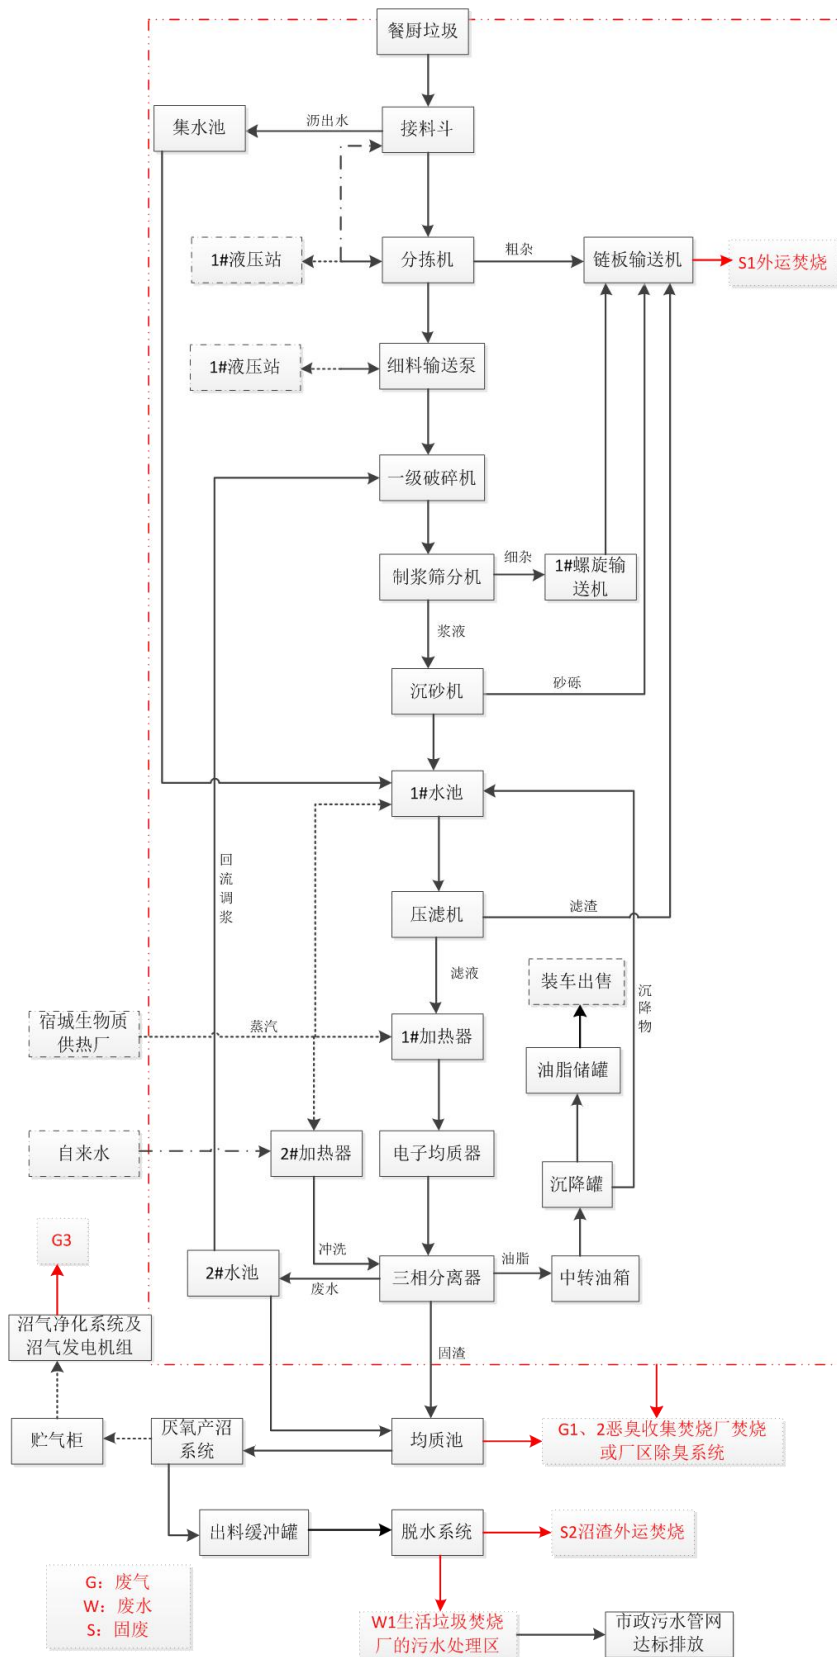 餐厨垃圾
集水池
沥出水
接料斗
1#液压站
分拣机
粗杂
链板输送机
S1外运焚烧
1#液压站
细料输送泵
一级破碎机
制浆筛分机
细杂
1#螺旋输
送机
浆液
沉砂机
砂砾
1#水池
回
流
调
浆
压滤机
滤渣
滤液
装车出售
沉
降
物
宿城生物质
供热厂
蒸汽
1#加热器
油脂储罐
自来水
2#加热器
电子均质器
沉降罐
G3
冲洗
2#水池
废水
三相分离器
油脂
中转油箱
沼气净化系统及
沼气发电机组
固渣
贮气柜
厌氧产沼
系统
均质池
G1、2恶臭收集焚烧厂焚烧
或厂区除臭系统
出料缓冲罐
脱水系统
S2沼渣外运焚烧
G：废气
W：废水
S：固废
W1生活垃圾焚烧
厂的污水处理区
市政污水管网
达标排放